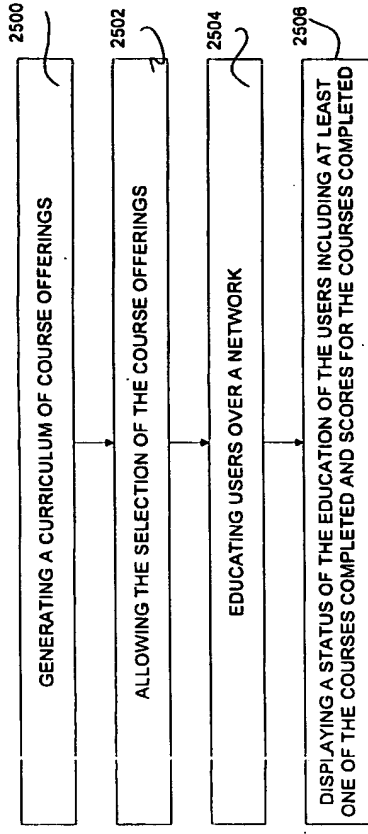 2500
GENERATING A CURRICULUM OF COURSE OFFERINGS
2502
ALLOWING THE SELECTION OF THE COURSE OFFERINGS
2504
EDUCATING USERS OVER A NETWORK
2506
DISPLAYING A STATUS OF THE EDUCATION OF THE USERS INCLUDING AT LEAST
ONE OF THE COURSES COMPLETED AND SCORES FOR THE COURSES COMPLETED